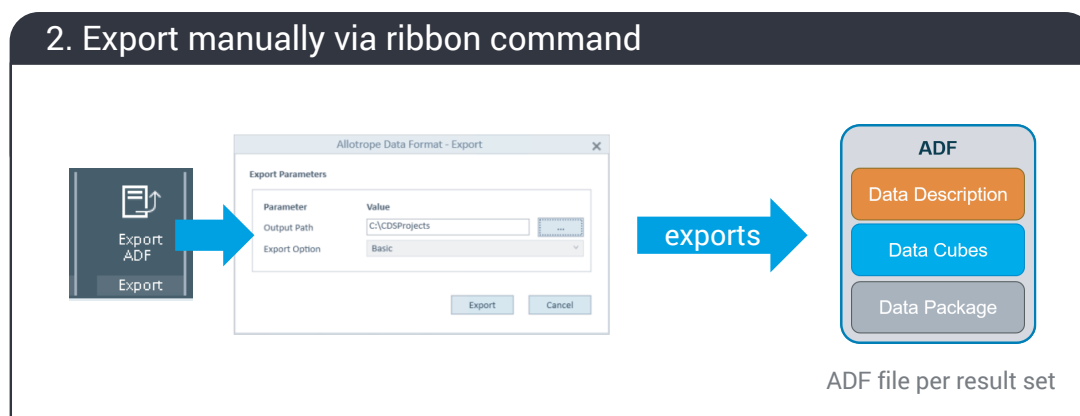 2. Export manually via ribbon command
Export
ADF
Export
Allotrope Data Format - Export
Export Parameters
Parameter Value
Output Path C:\CDSProjects ...
Export Option Basic
Export Cancel
exports
ADF
Data Description
Data Cubes
Data Package
ADF file per result set